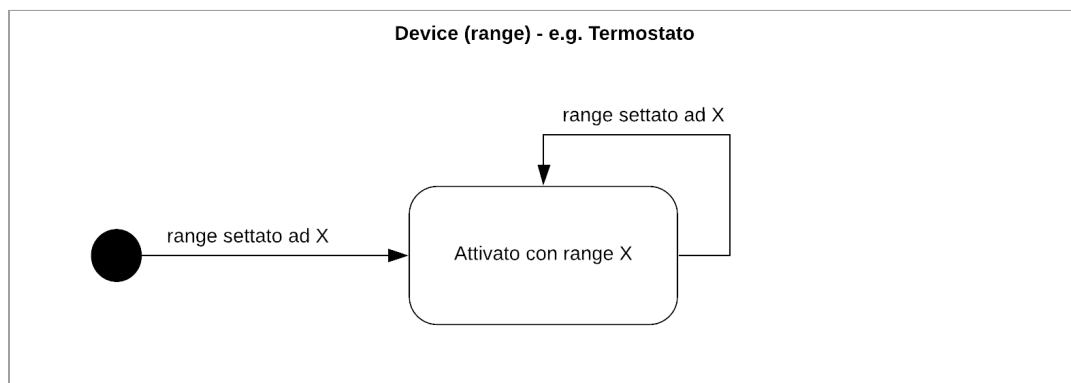 Device (range) - e.g. Termostato
range settato ad X
range settato ad X
Attivato con range X